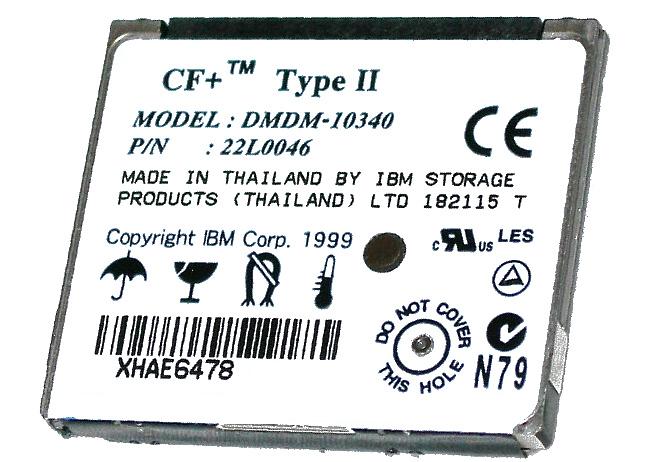 CF+™ Type II
MODEL : DMDM-10340
P/N : 22L0046
MADE IN THAILAND BY IBM STORAGE
PRODUCTS (THAILAND) LTD 182115 T
Copyright IBM Corp. 1999
CE
c RU us LES
DO NOT COVER
THIS HOLE
N79
XHAE6478